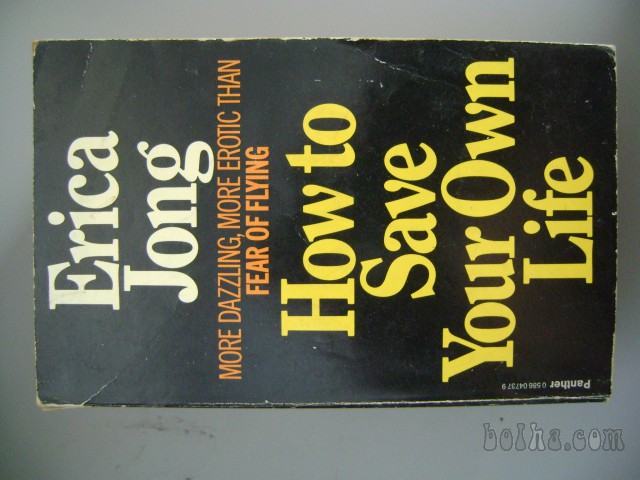 Erica
Jong
MORE DAZZLING, MORE EROTIC THAN
FEAR OF FLYING
How to
Save
Your Own
Life
Panther 0 586 04737 9
bolha.com